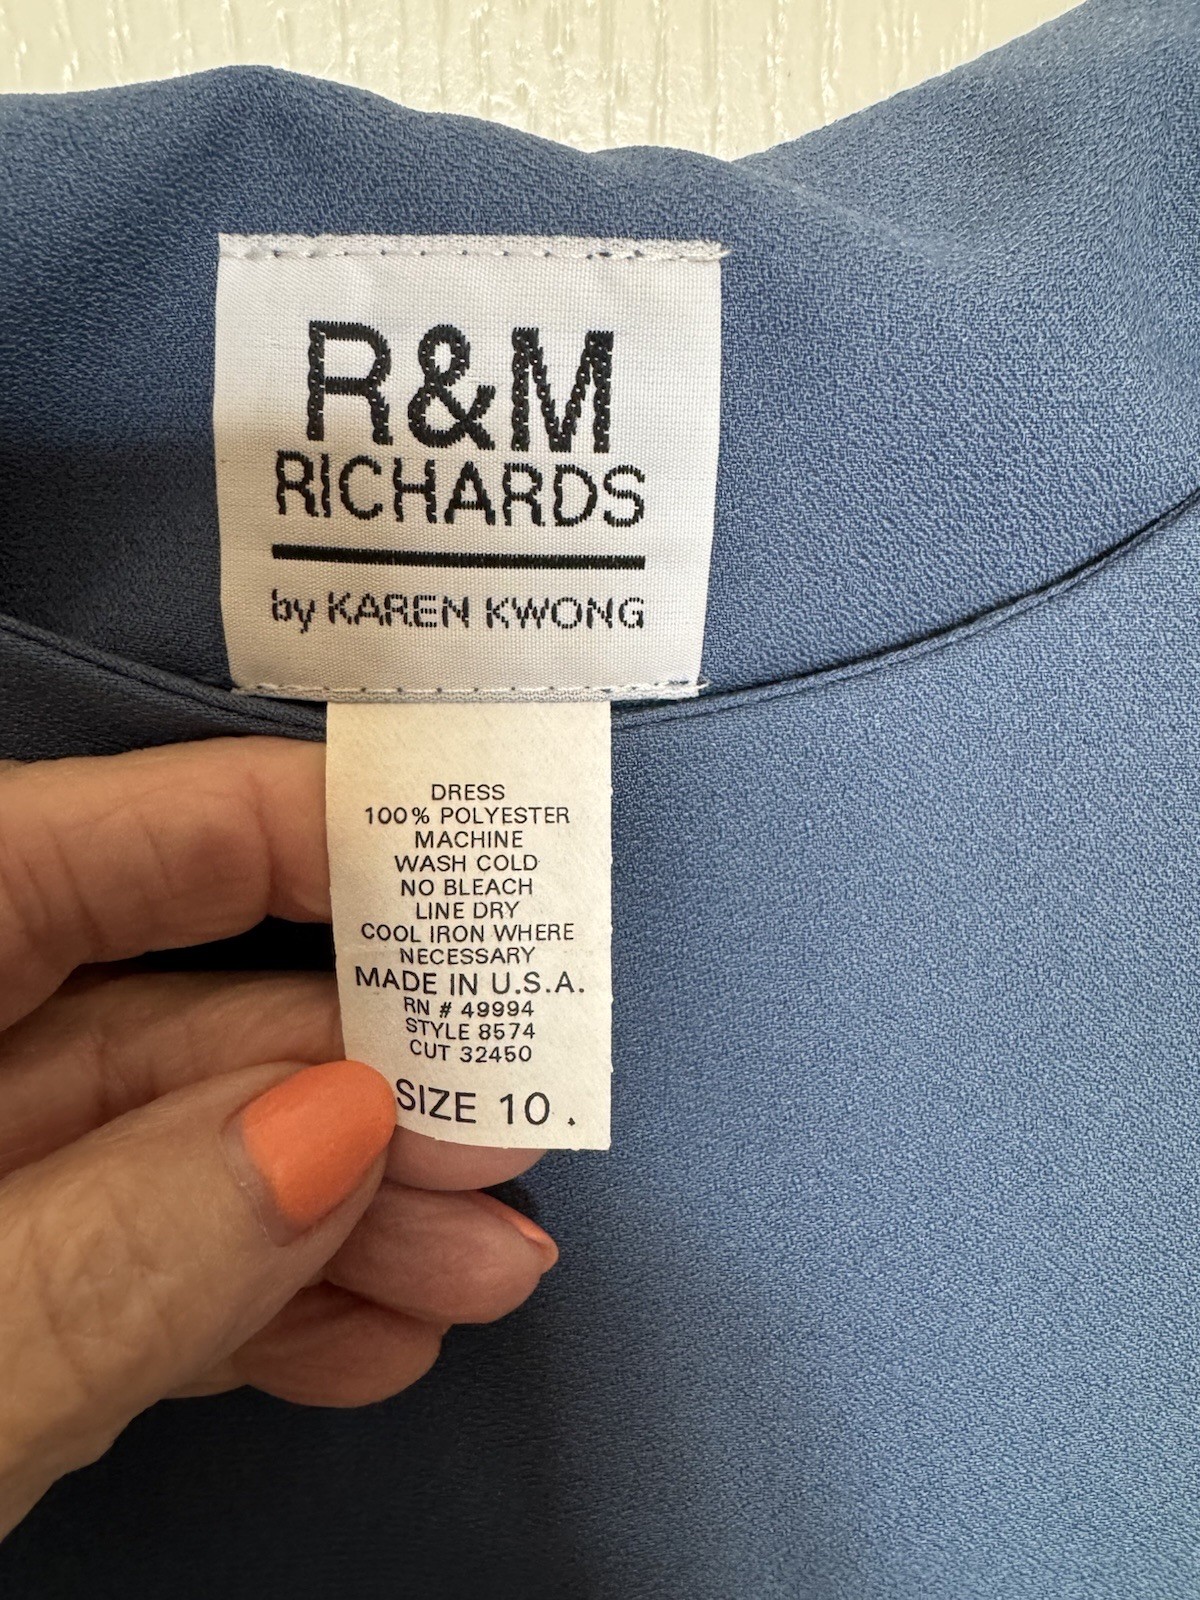 R&M
RICHARDS
by KAREN KWONG
DRESS
100% POLYESTER
MACHINE
WASH COLD
NO BLEACH
LINE DRY
COOL IRON WHERE
NECESSARY
MADE IN U.S.A.
RN # 49994
STYLE 8574
CUT 32450
SIZE 10 .